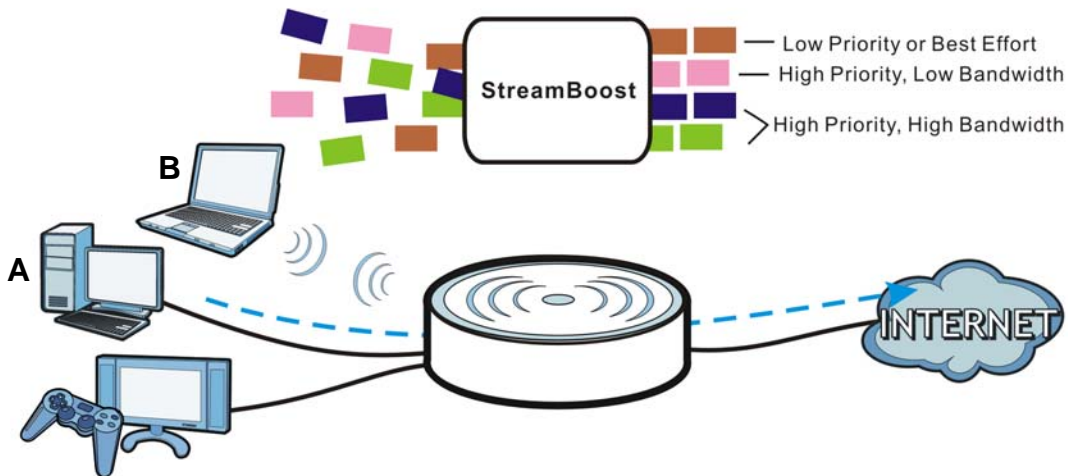 StreamBoost
Low Priority or Best Effort
High Priority, Low Bandwidth
High Priority, High Bandwidth
B
A
INTERNET